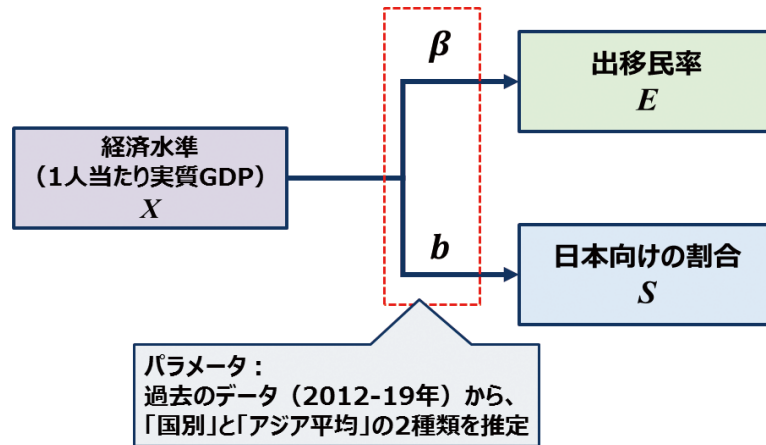 経済水準
（1人当たり実質GDP）
X
β
b
出移民率
E
日本向けの割合
S
パラメータ：
過去のデータ（2012-19年）から、
「国別」と「アジア平均」の2種類を推定